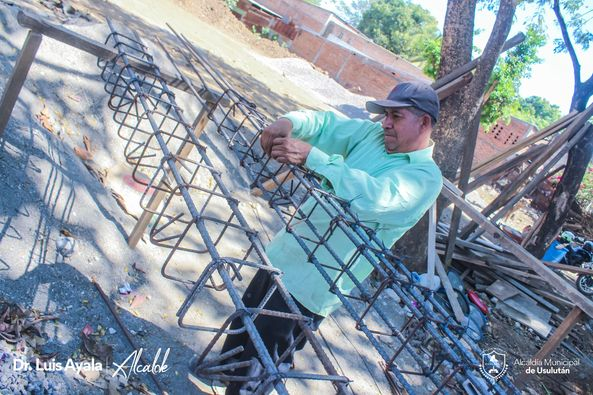 Dr. Luis Ayala | Alcalde
Alcaldía Municipal
de Usulután